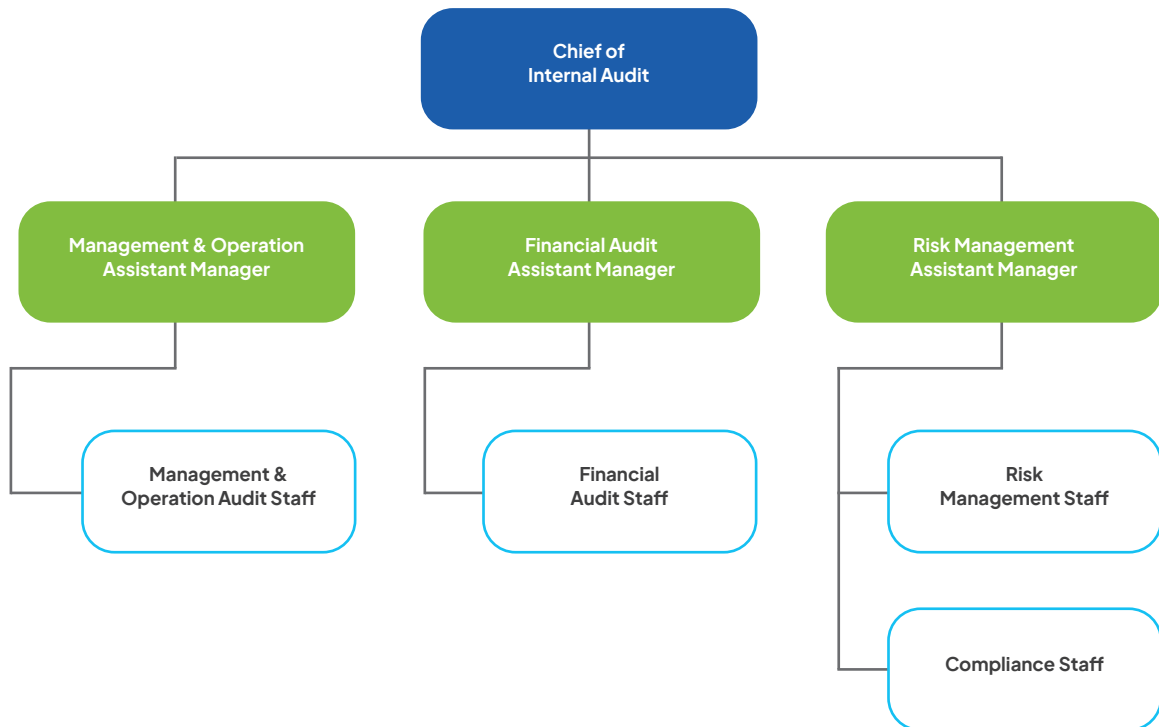 Chief of
Internal Audit
Management & Operation
Assistant Manager
Financial Audit
Assistant Manager
Risk Management
Assistant Manager
Management &
Operation Audit Staff
Financial
Audit Staff
Risk
Management Staff
Compliance Staff